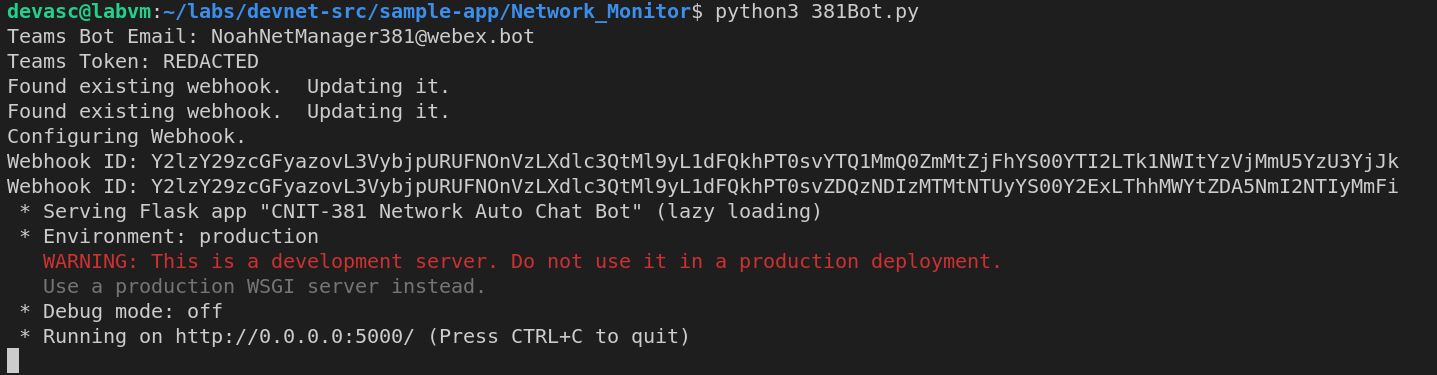 devasc@labvm:~/labs/devnet-src/sample-app/Network_Monitor$ python3 381Bot.py
Teams Bot Email: NoahNetManager381@webex.bot
Teams Token: REDACTED
Found existing webhook.  Updating it.
Found existing webhook.  Updating it.
Configuring Webhook.
Webhook ID: Y2lzY29zcGFyazovL3VybjpURUFNOnVzLXdlc3QtMl9yL1dFQkhPT0svYTQ1MmQ0ZmMtZjFhYS00YTI2LTk1NWItYzVjMmU5YzU3YjJk
Webhook ID: Y2lzY29zcGFyazovL3VybjpURUFNOnVzLXdlc3QtMl9yL1dFQkhPT0svZDQzNDIzMTMtNTUyYS00Y2ExLThhMWYtZDA5NmI2NTIyMmFi
 * Serving Flask app "CNIT-381 Network Auto Chat Bot" (lazy loading)
 * Environment: production
   WARNING: This is a development server. Do not use it in a production deployment.
   Use a production WSGI server instead.
 * Debug mode: off
 * Running on http://0.0.0.0:5000/ (Press CTRL+C to quit)